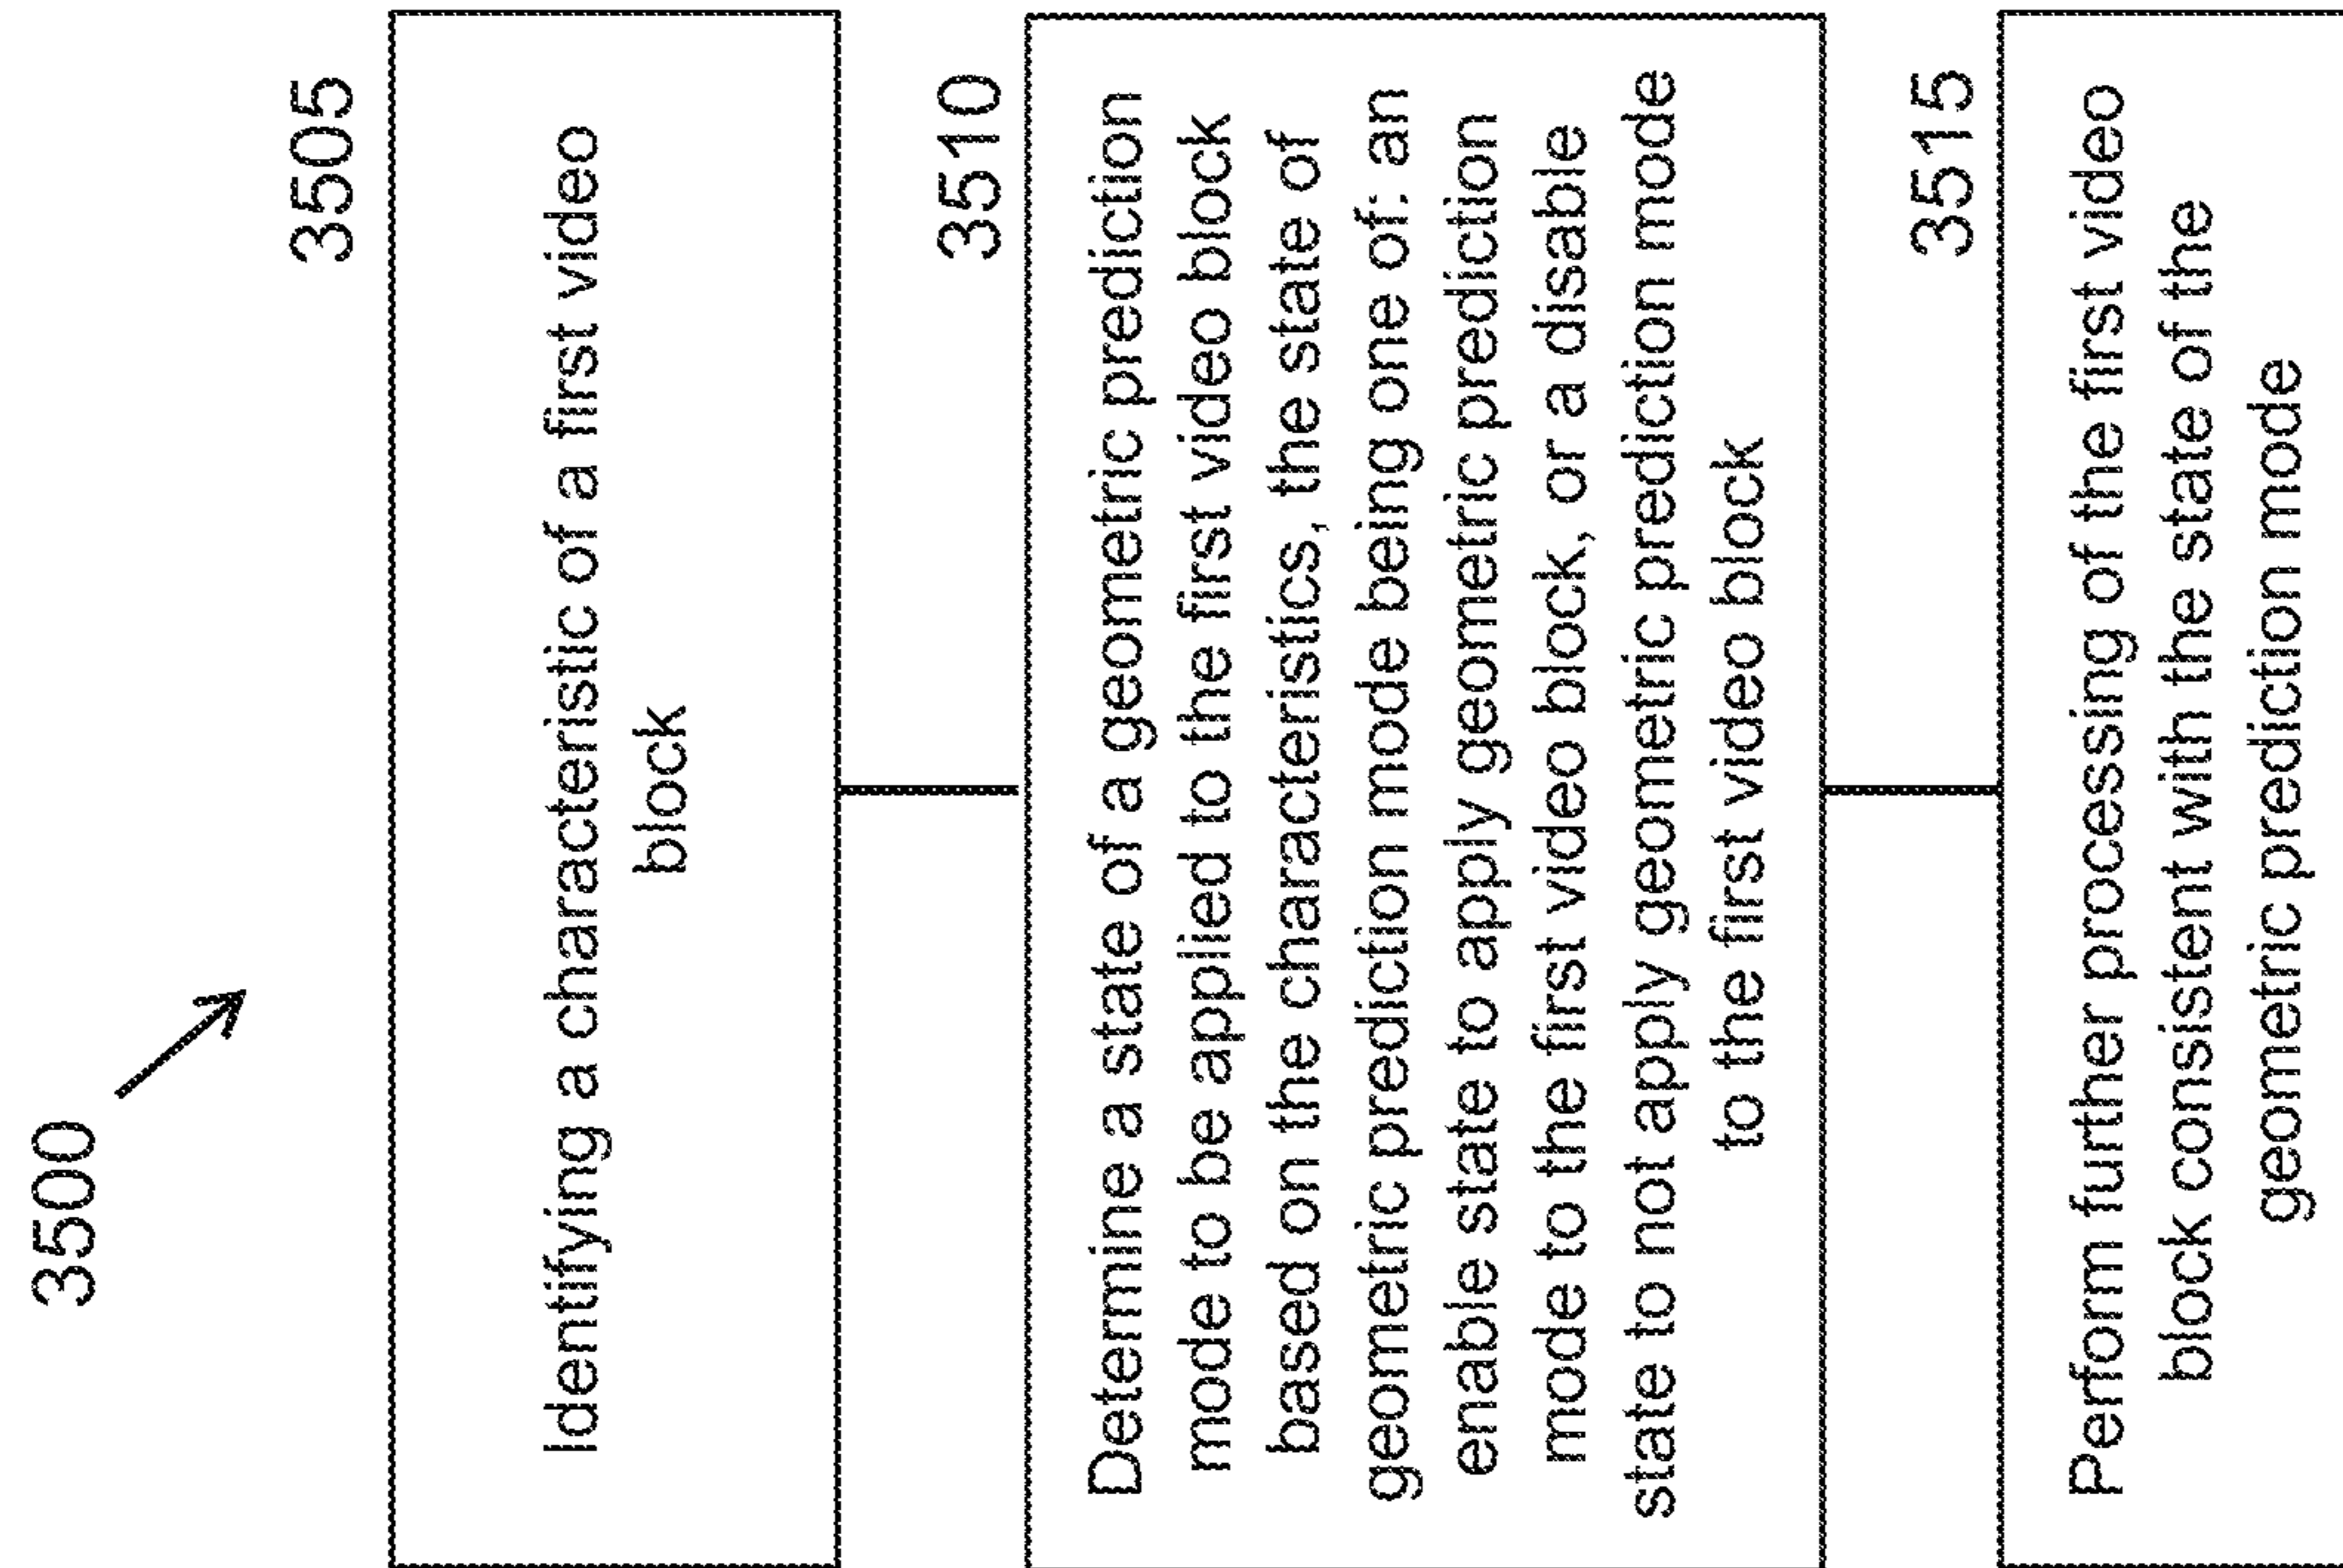 3500
3505
Identifying a characteristic of a first video
block
3510
Determine a state of a geometric prediction
mode to be applied to the first video block
based on the characteristics, the state of
geometric prediction mode being one of: an
enable state to apply geometric prediction
mode to the first video block, or a disable
state to not apply geometric prediction mode
to the first video block
3515
Perform further processing of the first video
block consistent with the state of the
geometric prediction mode